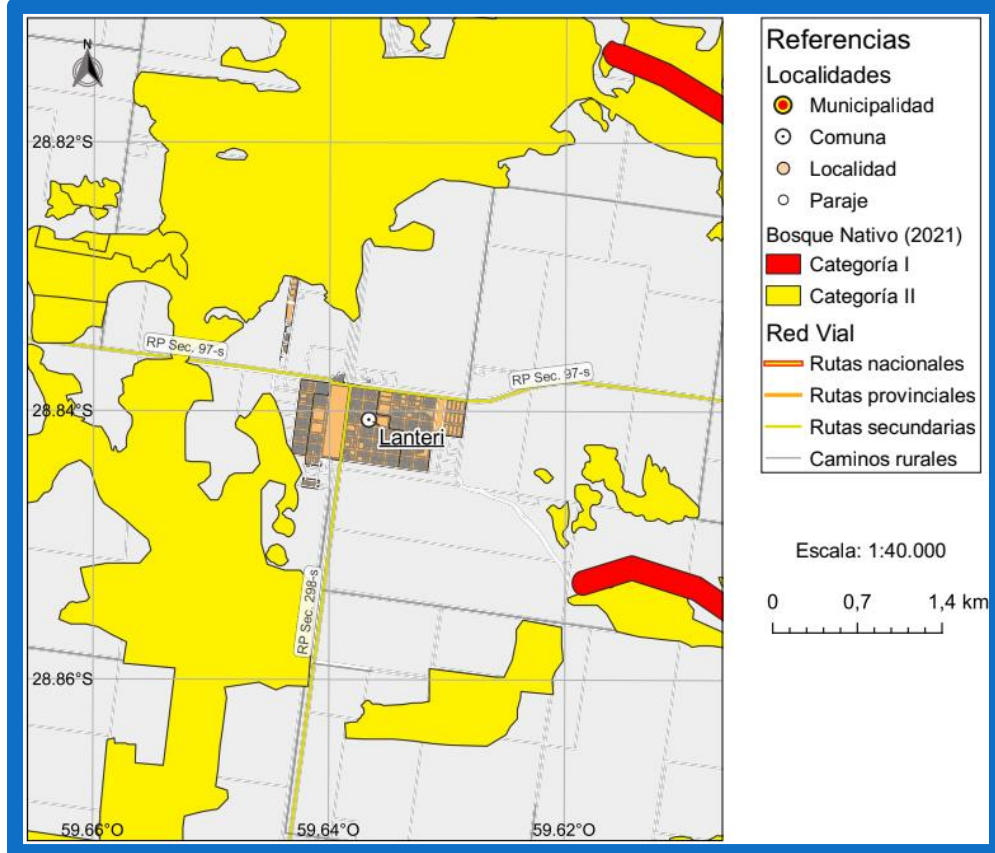 N
28.82°S
RP Sec. 97-s
RP Sec. 97-s
28.84°S
Lanteri
RP Sec. 298-s
28.86°S
59.66°O
59.64°O
59.62°O
Referencias
Localidades
Municipalidad
Comuna
Localidad
Paraje
Bosque Nativo (2021)
Categoría I
Categoría II
Red Vial
Rutas nacionales
Rutas provinciales
Rutas secundarias
Caminos rurales
Escala: 1:40.000
0 0,7 1,4 km